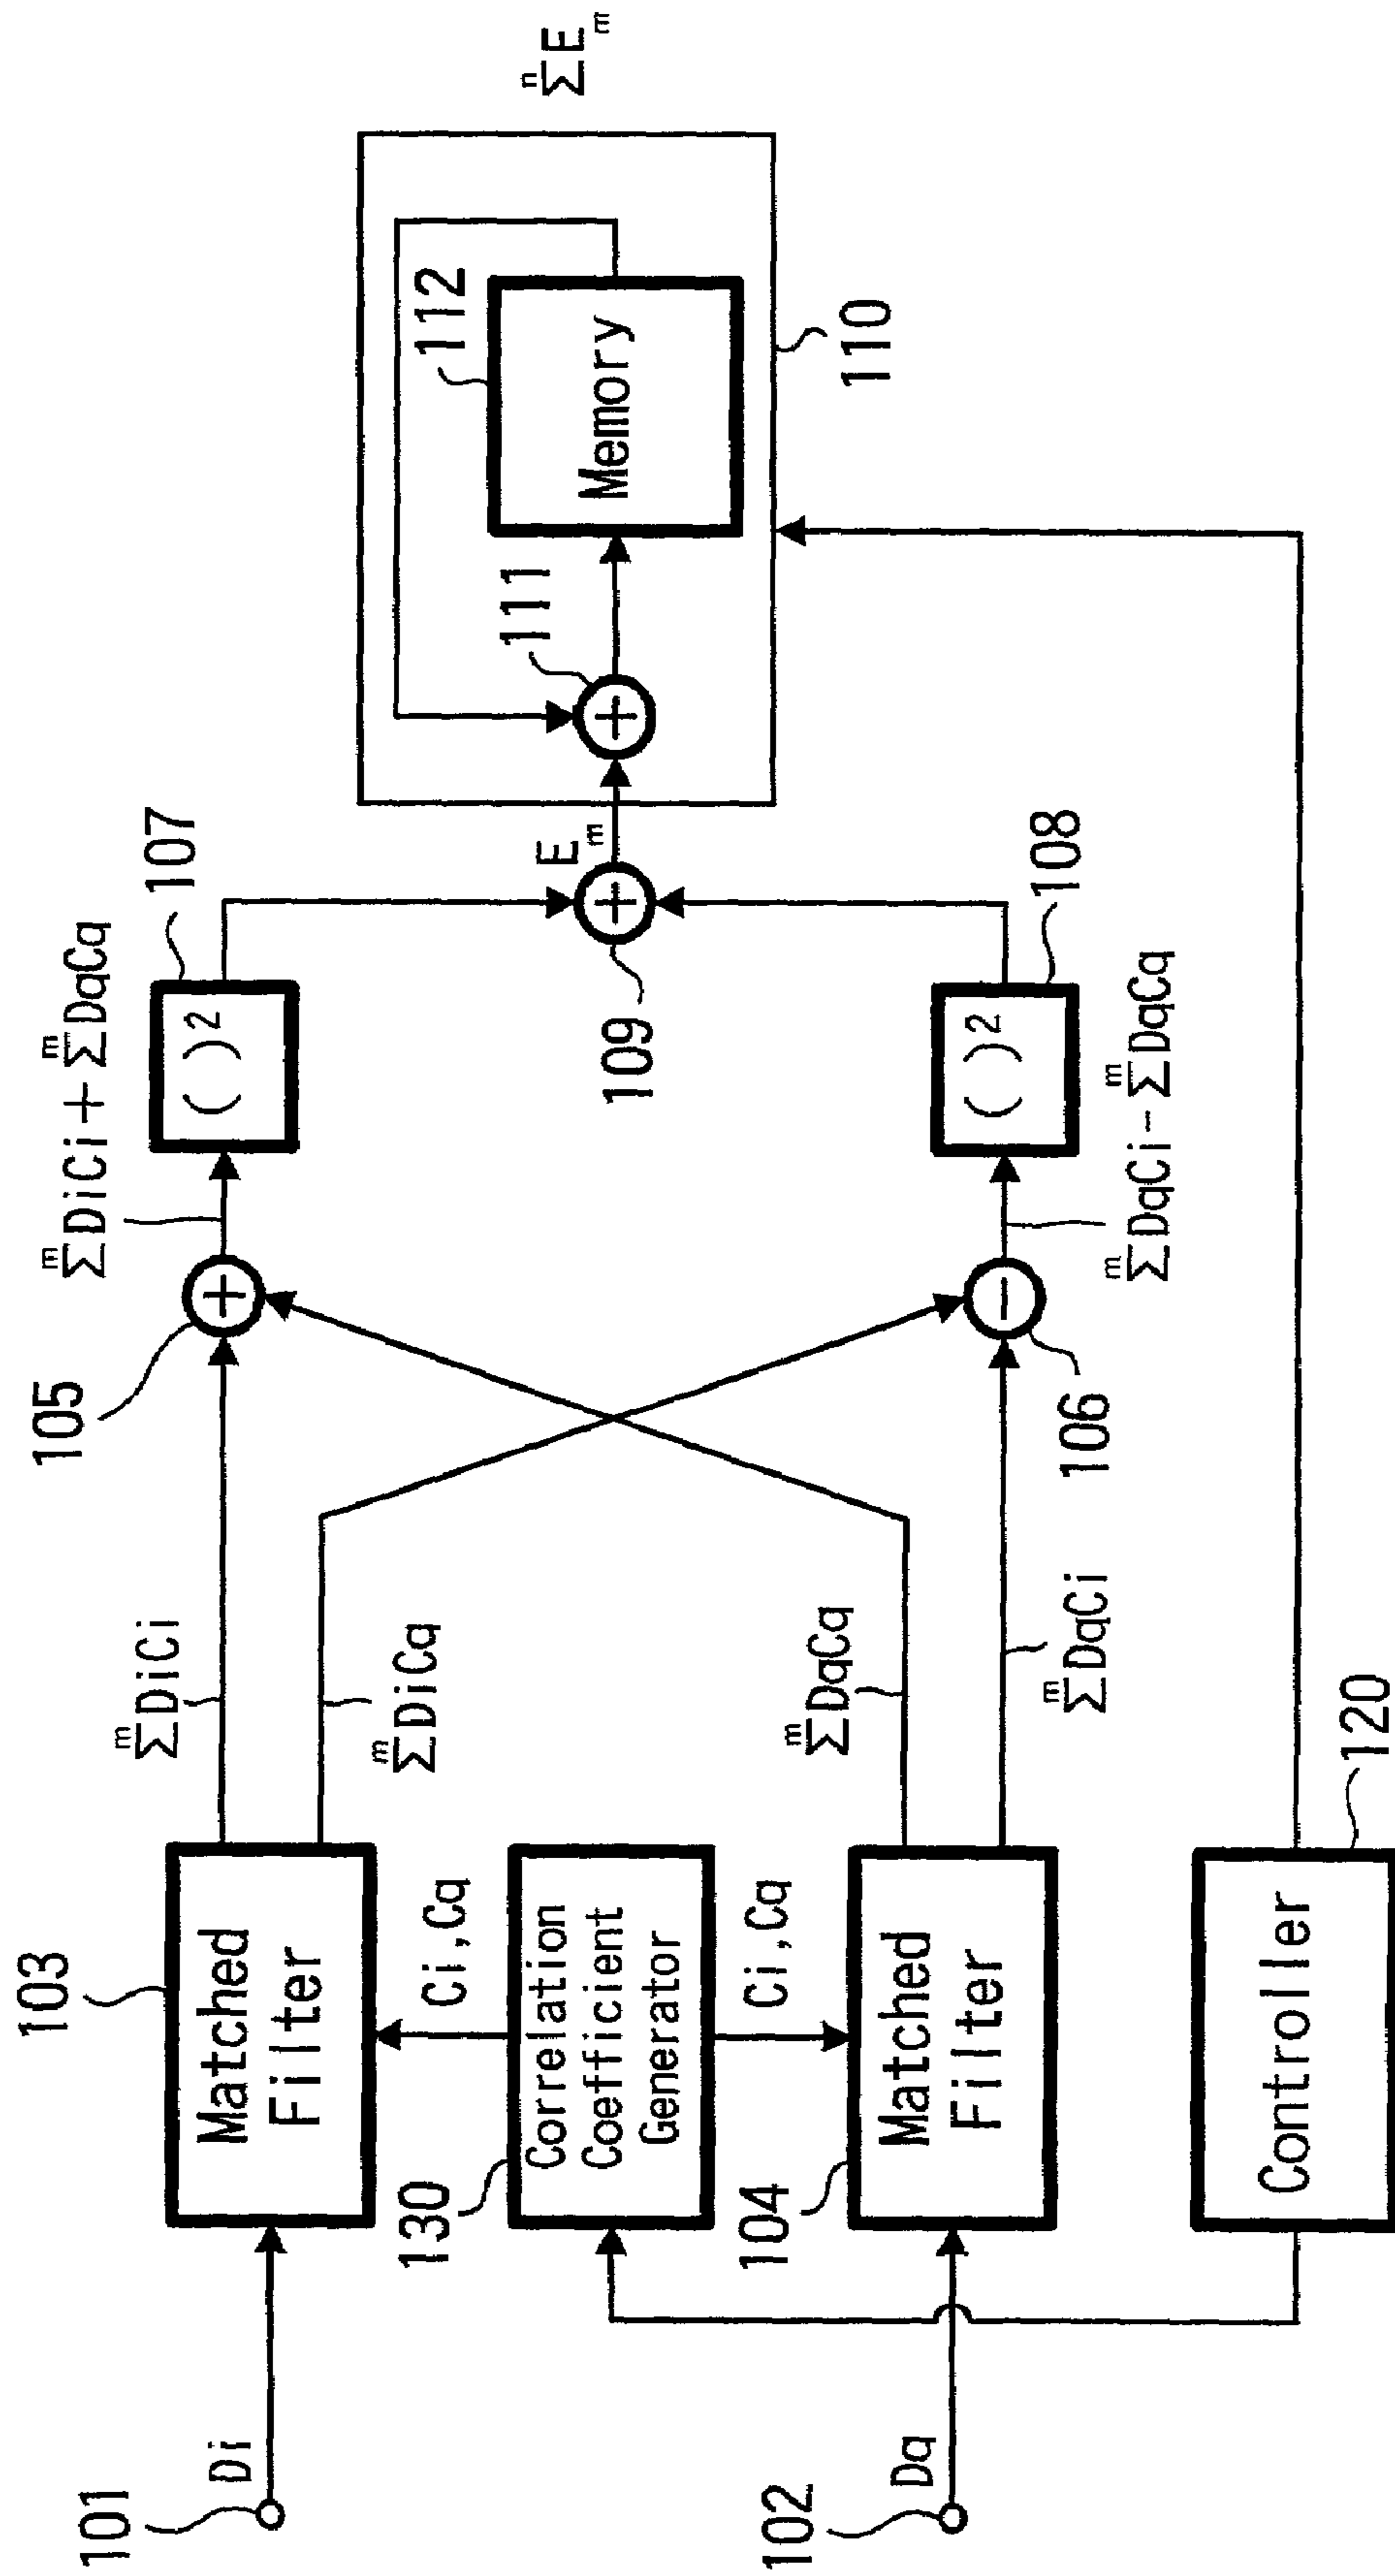 101
Di
103
Matched
Filter
Ci,Cq
130
Correlation
Coefficient
Generator
Ci,Cq
104
Matched
Filter
102
Dq
Controller
120
m
ΣDiCi
m
ΣDiCq
m
ΣDqCq
m
ΣDqCi
105
m m
ΣDiCi+ΣDqCq
106
m m
ΣDqCi-ΣDqCq
107
( )²
108
( )²
109
E m
111
112
Memory
110
n
ΣE m